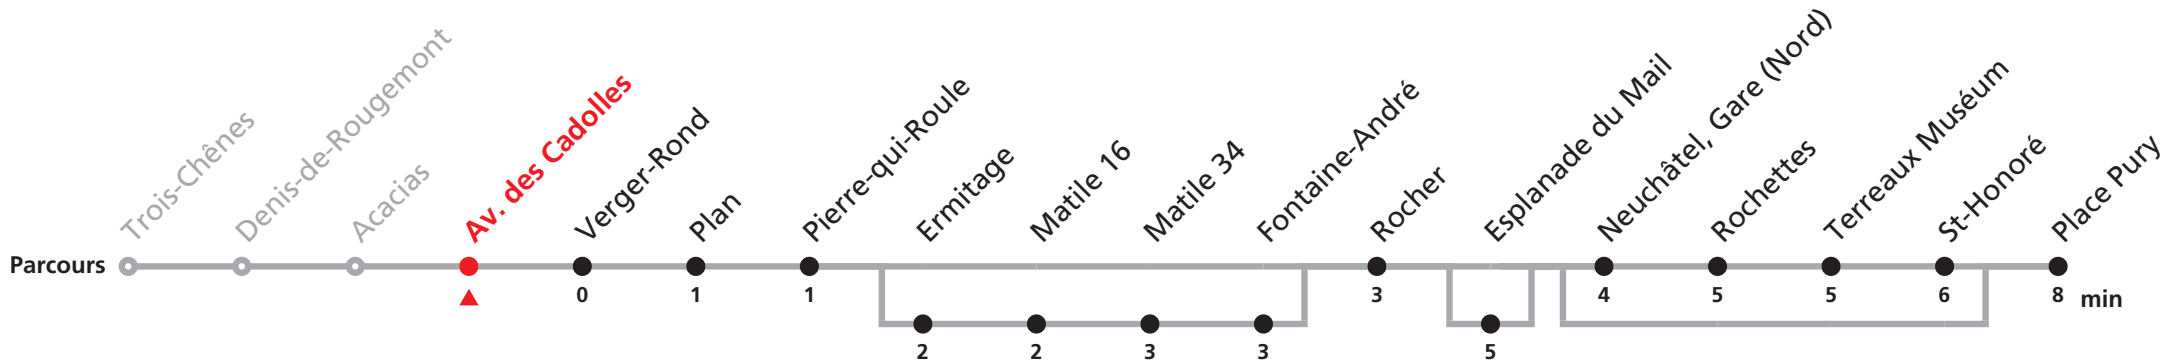 Trois-Chênes
Denis-de-Rougemont
Acacias
Av. des Cadolles
Verger-Rond
Plan
Pierre-qui-Roule
Ermitage
Matile 16
Matile 34
Fontaine-André
Rocher
Esplanade du Mail
Neuchâtel, Gare (Nord)
Rochettes
Terreaux Muséum
St-Honoré
Place Pury
Parcours
0 1 1 3 4 5 5 6 8 min
2 2 3 3 5